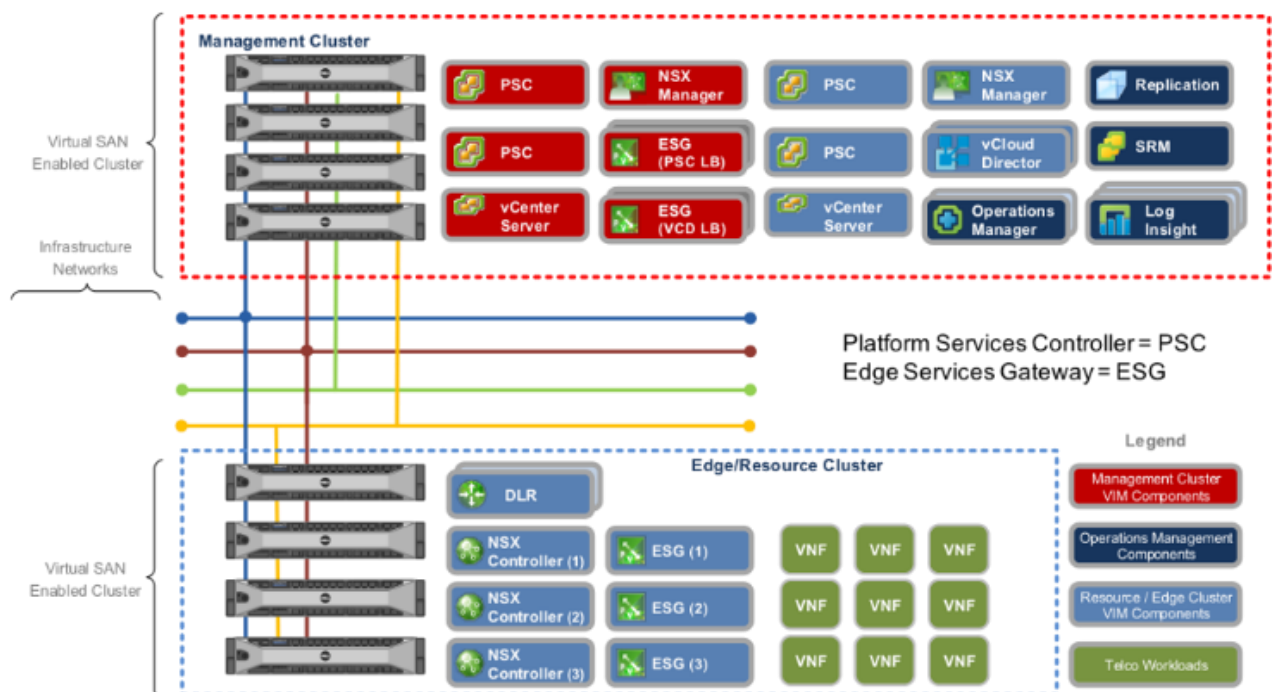 Management Cluster
Virtual SAN
Enabled Cluster
Infrastructure
Networks
PSC
NSX
Manager
PSC
NSX
Manager
Replication
PSC
ESG
(PSC LB)
PSC
vCloud
Director
SRM
vCenter
Server
ESG
(VCD LB)
vCenter
Server
Operations
Manager
Log
Insight
Platform Services Controller = PSC
Edge Services Gateway = ESG
Legend
Management Cluster
VIM Components
Operations Management
Components
Resource / Edge Cluster
VIM Components
Telco Workloads
Edge/Resource Cluster
Virtual SAN
Enabled Cluster
DLR
NSX
Controller (1)
ESG (1)
VNF
VNF
VNF
NSX
Controller (2)
ESG (2)
VNF
VNF
VNF
NSX
Controller (3)
ESG (3)
VNF
VNF
VNF